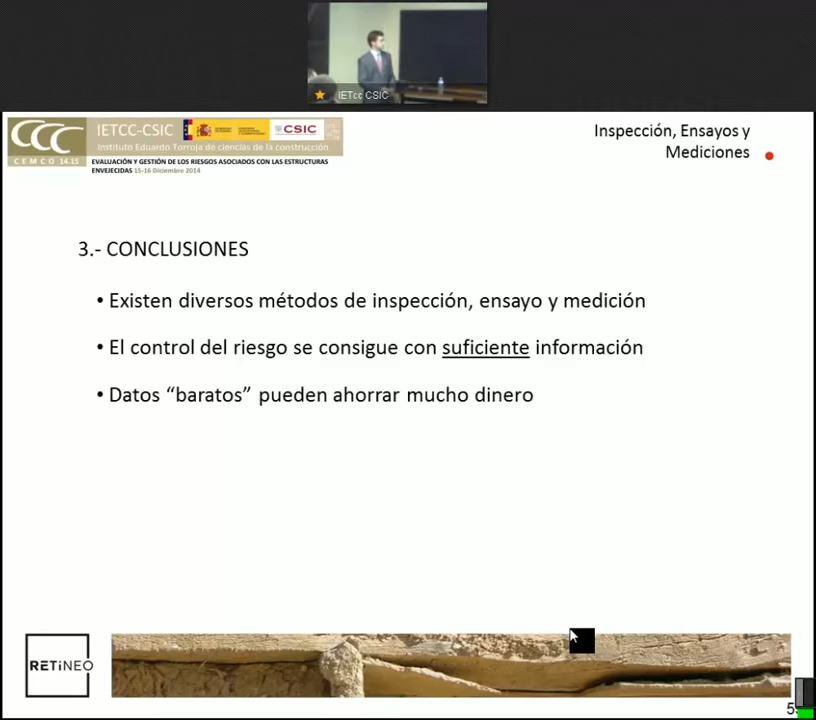 IETcc CSIC
CCC
CEMCO 14.15
IETCC-CSIC
CSIC
Instituto Eduardo Torroja de ciencias de la construcción
EVALUACIÓN Y GESTIÓN DE LOS RIESGOS ASOCIADOS CON LAS ESTRUCTURAS
ENVEJECIDAS 15-16 Diciembre 2014
Inspección, Ensayos y
Mediciones
3.- CONCLUSIONES
• Existen diversos métodos de inspección, ensayo y medición
• El control del riesgo se consigue con suficiente información
• Datos “baratos” pueden ahorrar mucho dinero
RETiNEO